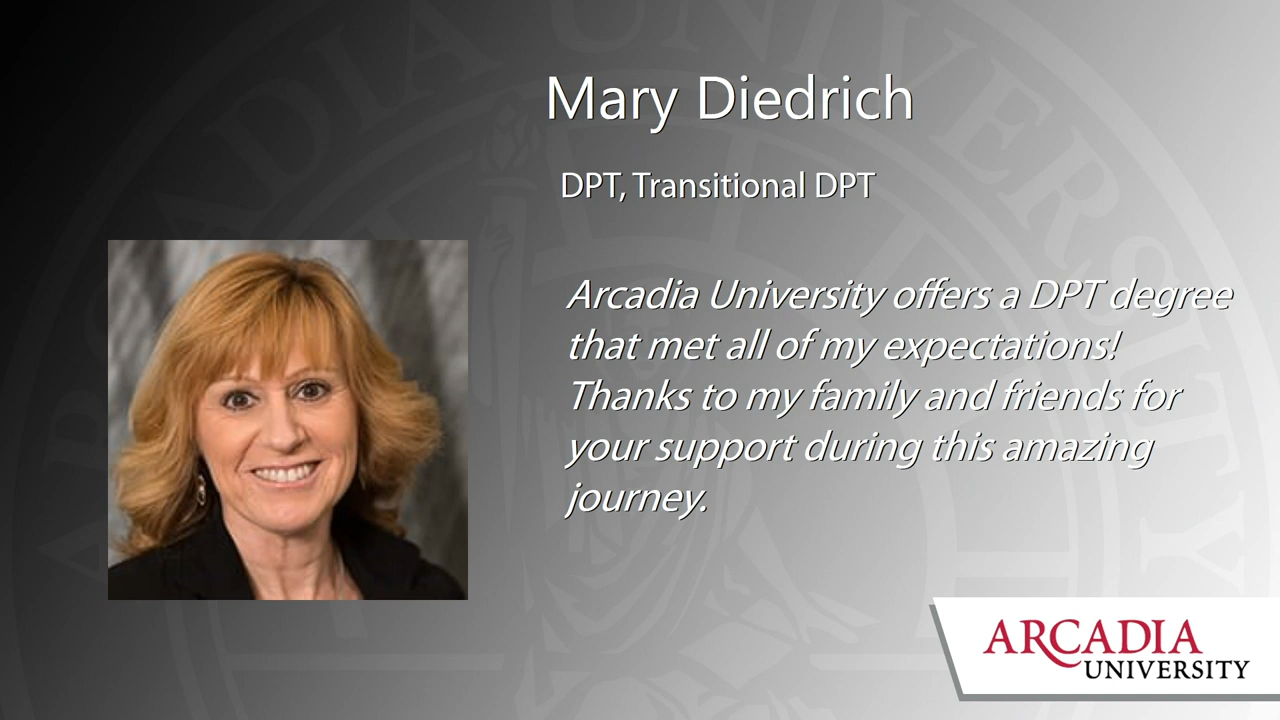 Mary Diedrich
DPT, Transitional DPT
Arcadia University offers a DPT degree
that met all of my expectations!
Thanks to my family and friends for
your support during this amazing
journey.
ARCADIA
UNIVERSITY